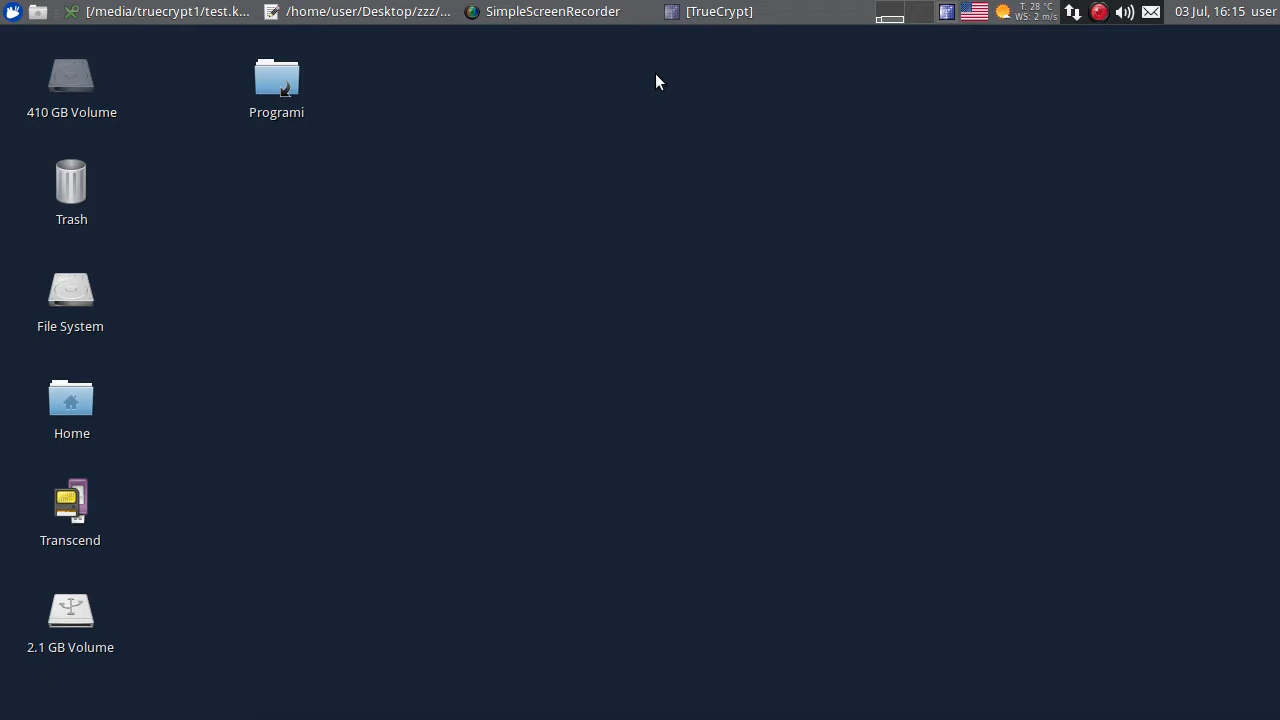 [/media/truecrypt1/test.k...
/home/user/Desktop/zzz/...
SimpleScreenRecorder
[TrueCrypt]
T: 28 °C
WS: 2 m/s
03 Jul, 16:15
user
410 GB Volume
Programi
Trash
File System
Home
Transcend
2.1 GB Volume